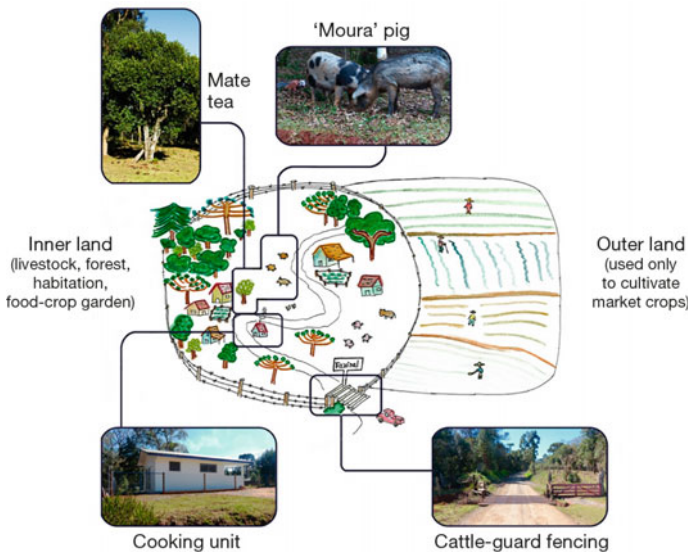 ‘Moura’ pig
Mate
tea
Inner land
(livestock, forest,
habitation,
food-crop garden)
Outer land
(used only
to cultivate
market crops)
Cooking unit
Cattle-guard fencing